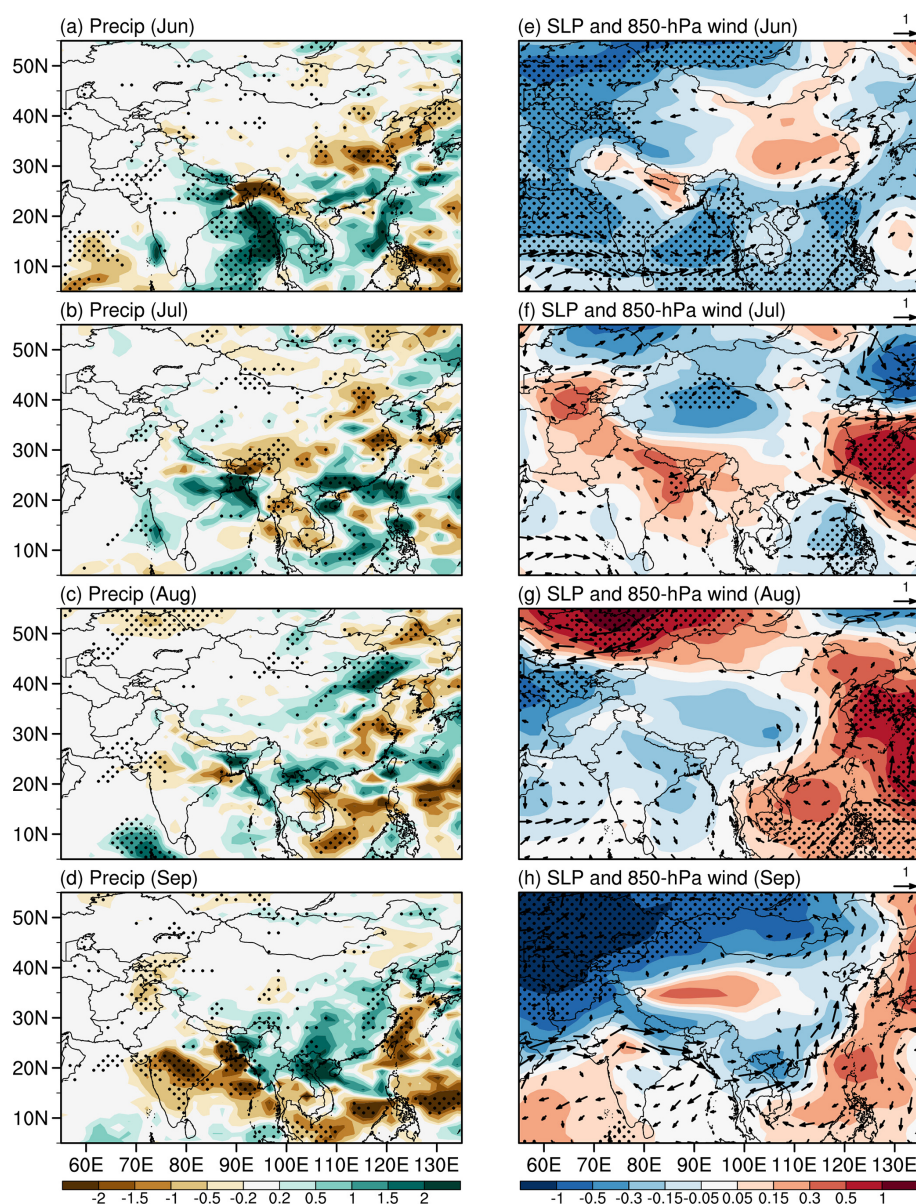 (a) Precip (Jun)
(e) SLP and 850-hPa wind (Jun)
1
50N
40N
30N
20N
10N
(b) Precip (Jul)
(f) SLP and 850-hPa wind (Jul)
1
50N
40N
30N
20N
10N
(c) Precip (Aug)
(g) SLP and 850-hPa wind (Aug)
1
50N
40N
30N
20N
10N
(d) Precip (Sep)
(h) SLP and 850-hPa wind (Sep)
1
50N
40N
30N
20N
10N
60E 70E 80E 90E 100E 110E 120E 130E
60E 70E 80E 90E 100E 110E 120E 130E
-2 -1.5 -1 -0.5 -0.2 0.2 0.5 1 1.5 2
-1 -0.5 -0.3 -0.15 -0.05 0.05 0.15 0.3 0.5 1